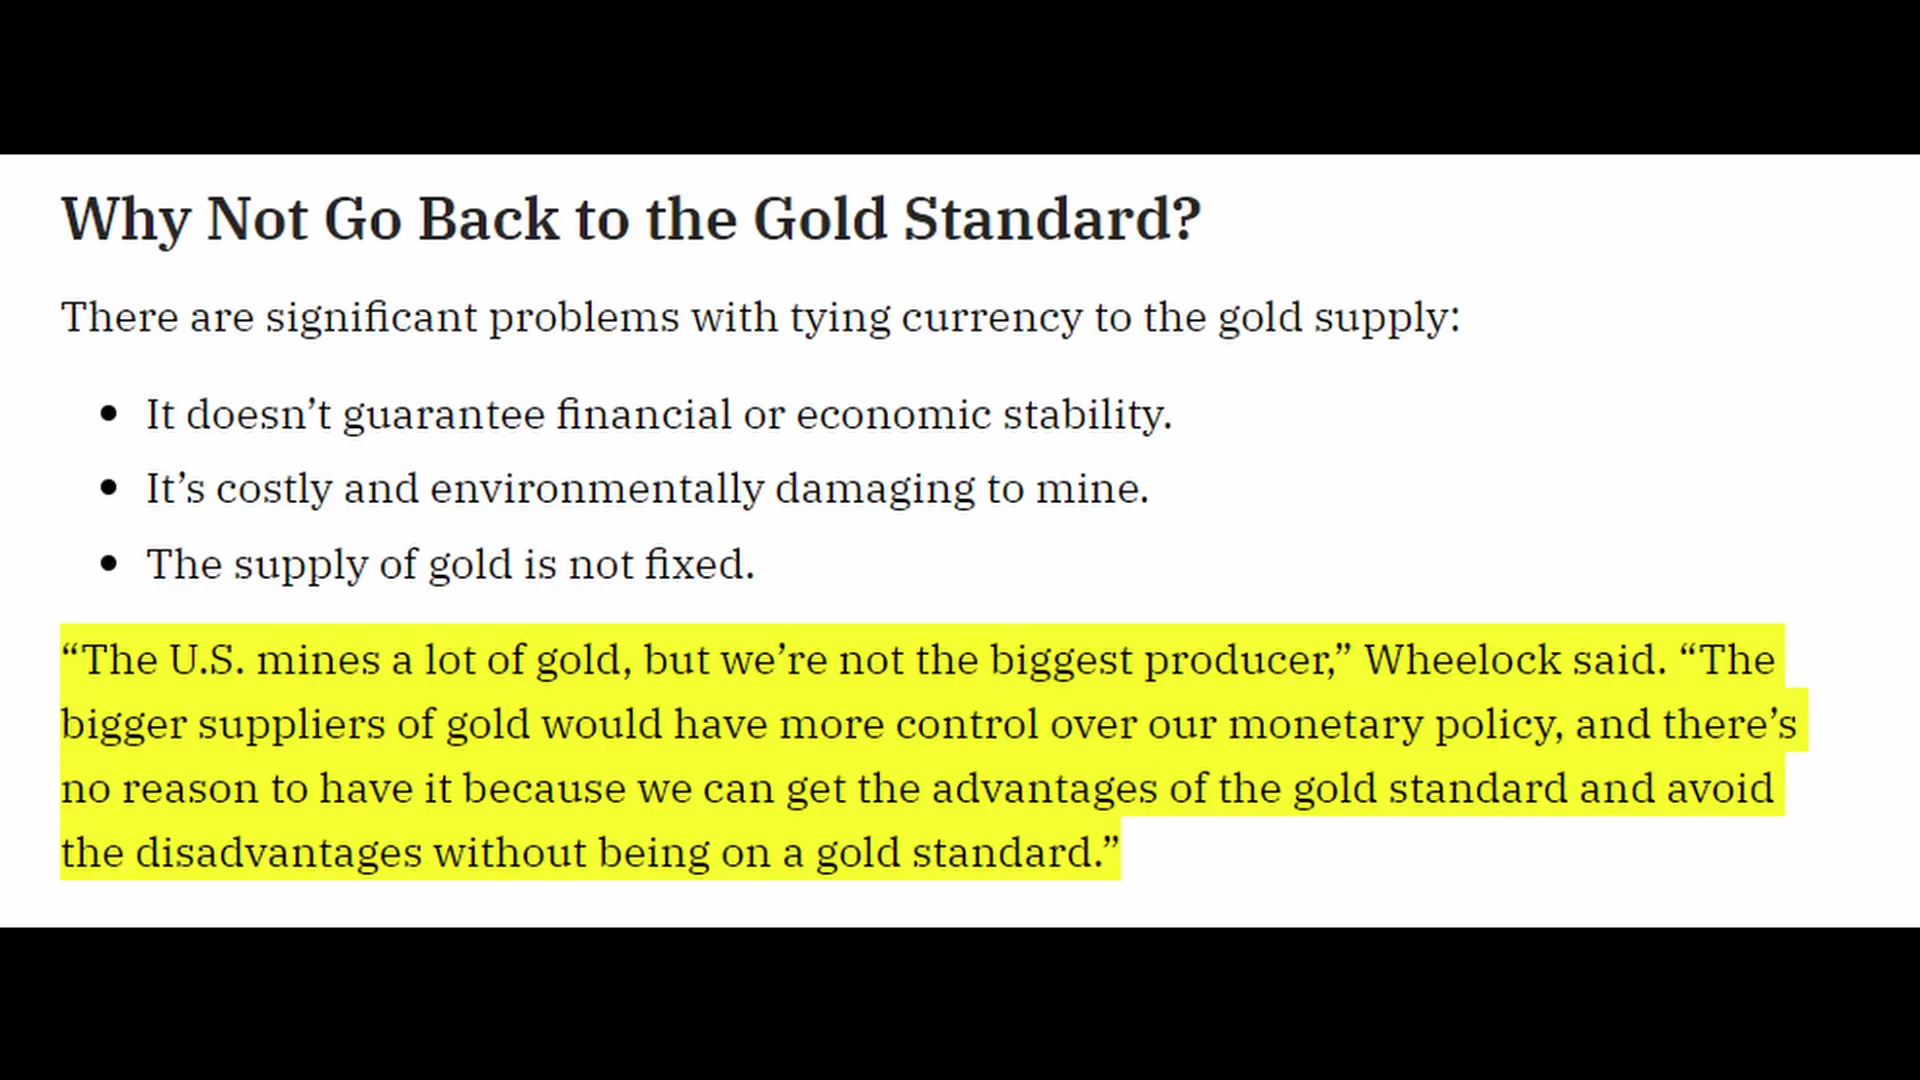 Why Not Go Back to the Gold Standard?
There are significant problems with tying currency to the gold supply:
• It doesn’t guarantee financial or economic stability.
• It’s costly and environmentally damaging to mine.
• The supply of gold is not fixed.
“The U.S. mines a lot of gold, but we’re not the biggest producer,” Wheelock said. “The
bigger suppliers of gold would have more control over our monetary policy, and there’s
no reason to have it because we can get the advantages of the gold standard and avoid
the disadvantages without being on a gold standard.”